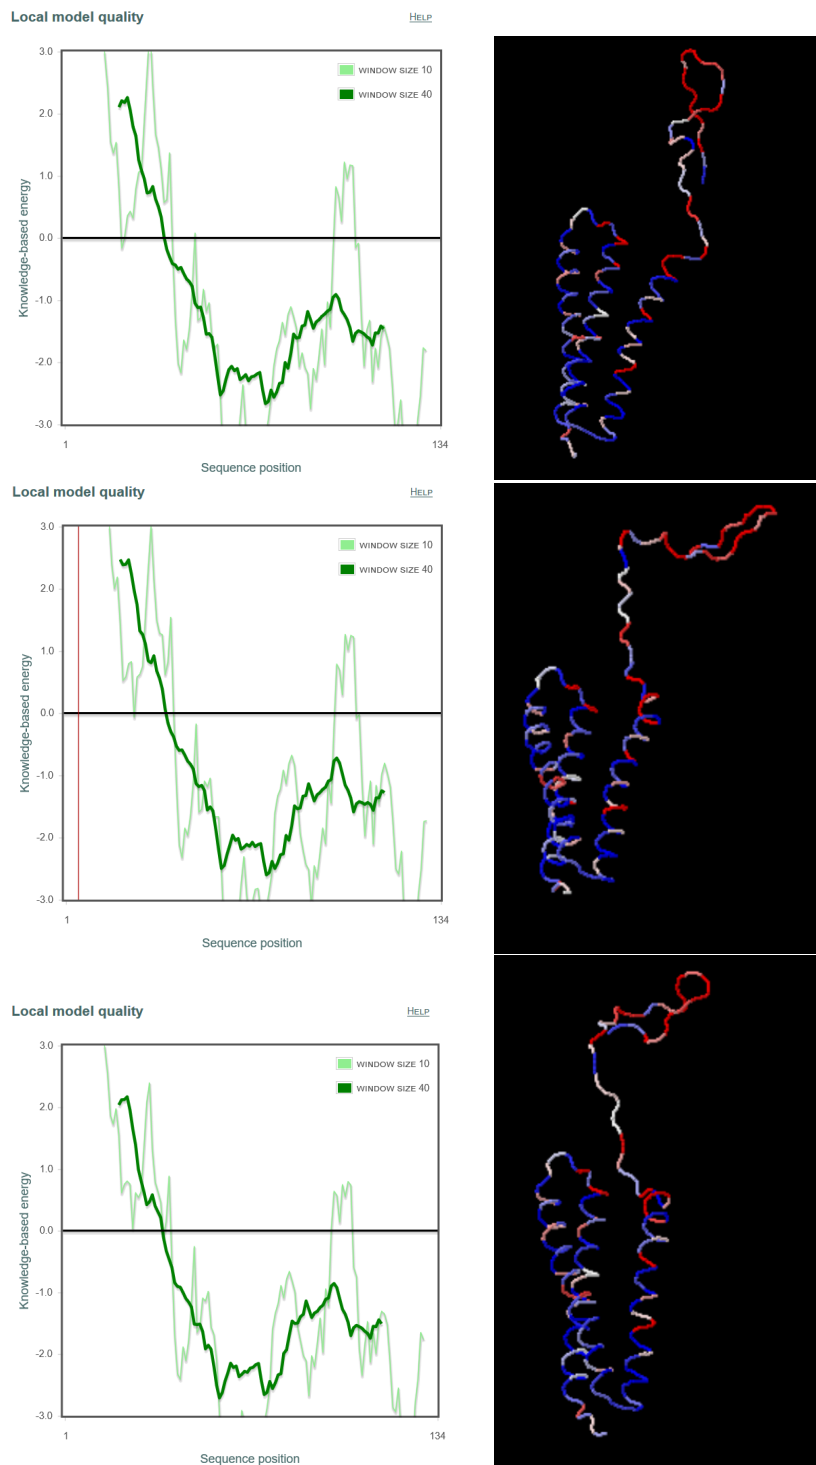 Local model quality HELP
3.0
WINDOW SIZE 10
WINDOW SIZE 40
2.0
1.0
0.0
-1.0
-2.0
-3.0
Knowledge-based energy
1 134
Sequence position
Local model quality HELP
3.0
WINDOW SIZE 10
WINDOW SIZE 40
2.0
1.0
0.0
-1.0
-2.0
-3.0
Knowledge-based energy
1 134
Sequence position
Local model quality HELP
3.0
WINDOW SIZE 10
WINDOW SIZE 40
2.0
1.0
0.0
-1.0
-2.0
-3.0
Knowledge-based energy
1 134
Sequence position